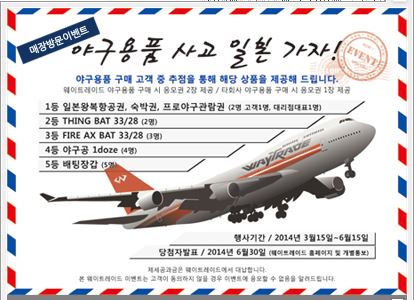 매장방문이벤트
야구용품 사고 일본 가자!
EVENT
야구용품 구매 고객 중 추첨을 통해 해당 상품을 제공해 드립니다.
웨이트레이드 야구용품 구매 시 응모권 2장 제공 / 타회사 야구용품 구매 시 응모권 1장 제공
1등 일본왕복항공권, 숙박권, 프로야구관람권 (2명 고객1명, 대리점대표1명)
2등 THING BAT 33/28 (2명)
3등 FIRE AX BAT 33/28 (3명)
4등 야구공 1doze (4명)
5등 배팅장갑 (5명)
WAYTRADE
행사기간 / 2014년 3월15일~6월15일
당첨자발표 / 2014년 6월30일 (웨이트레이드 홈페이지 및 개별통보)
제세공과금은 웨이트레이드에서 대납합니다.
본 웨이트레이드 이벤트는 고객이 동의하지 않을 경우 이벤트에 응모할 수 없음을 알려드립니다.